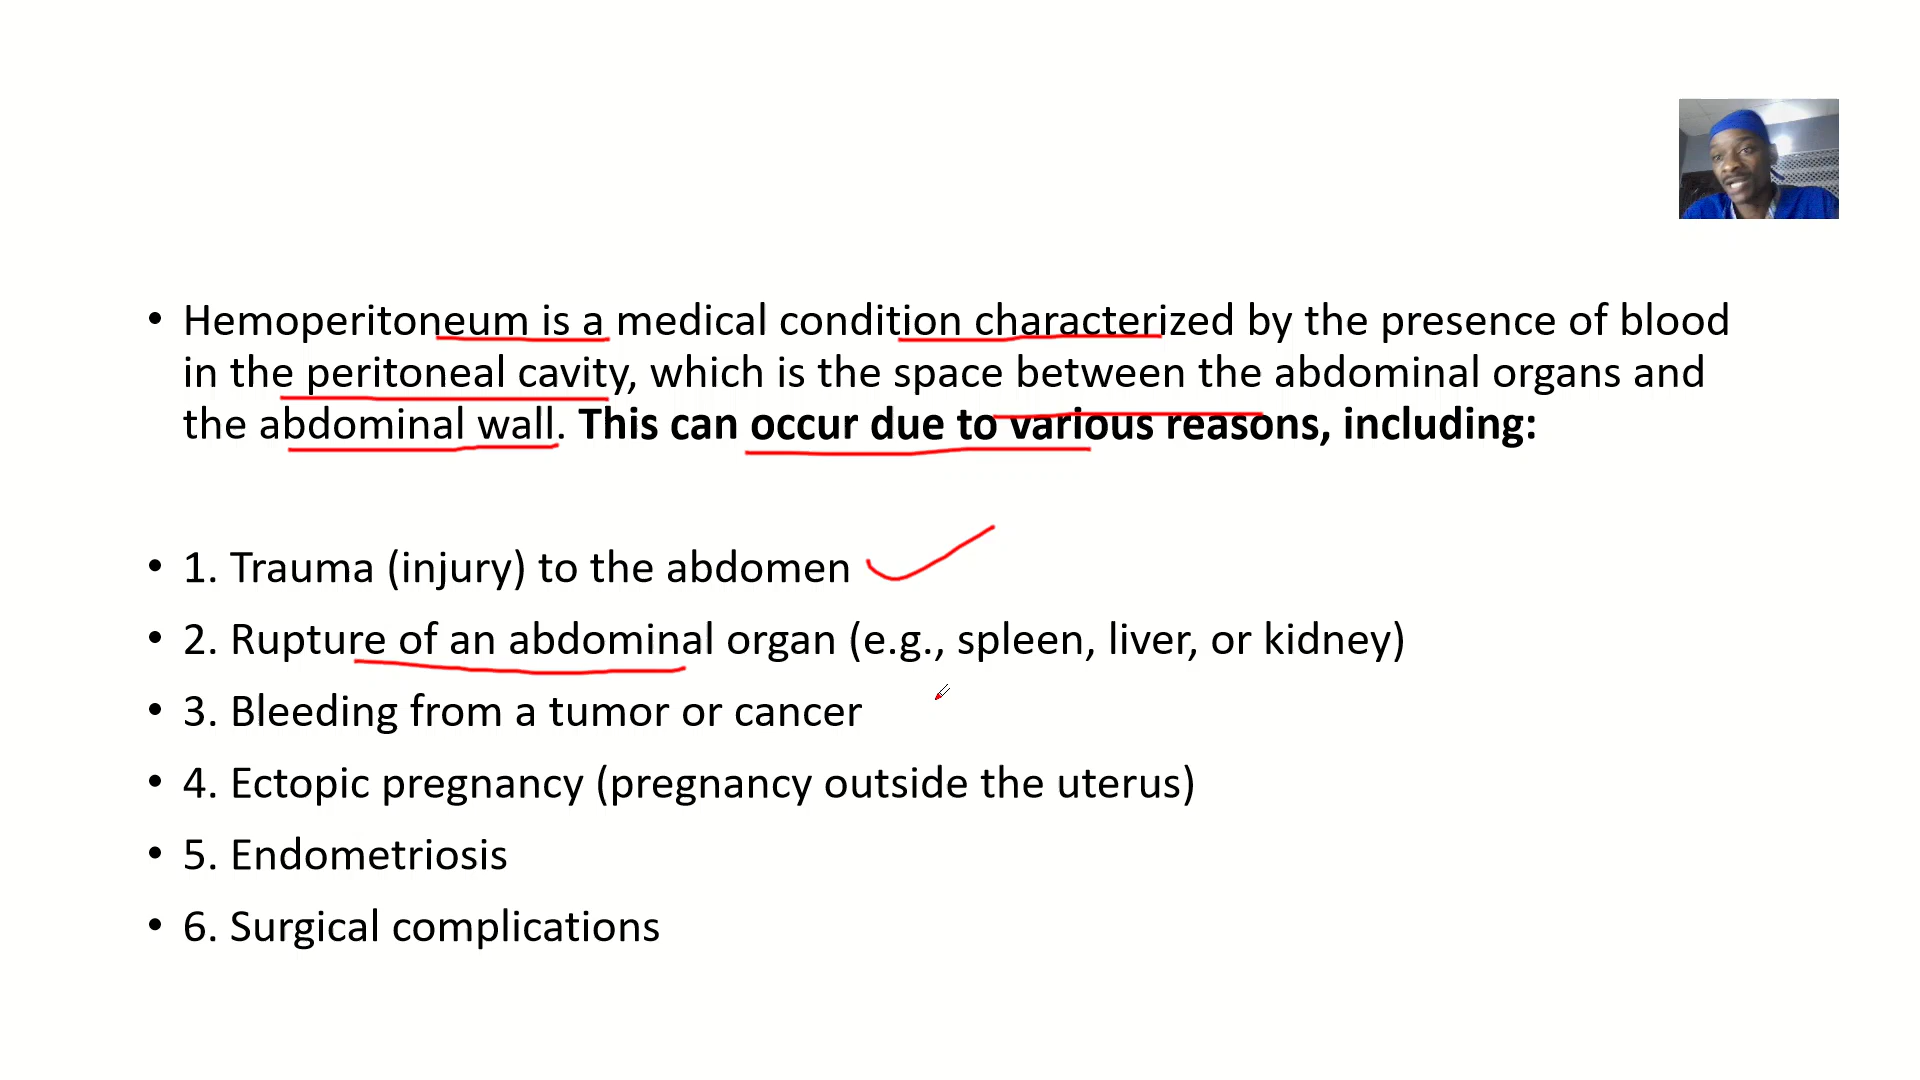 • Hemoperitoneum is a medical condition characterized by the presence of blood
in the peritoneal cavity, which is the space between the abdominal organs and
the abdominal wall. This can occur due to various reasons, including:
• 1. Trauma (injury) to the abdomen
• 2. Rupture of an abdominal organ (e.g., spleen, liver, or kidney)
• 3. Bleeding from a tumor or cancer
• 4. Ectopic pregnancy (pregnancy outside the uterus)
• 5. Endometriosis
• 6. Surgical complications